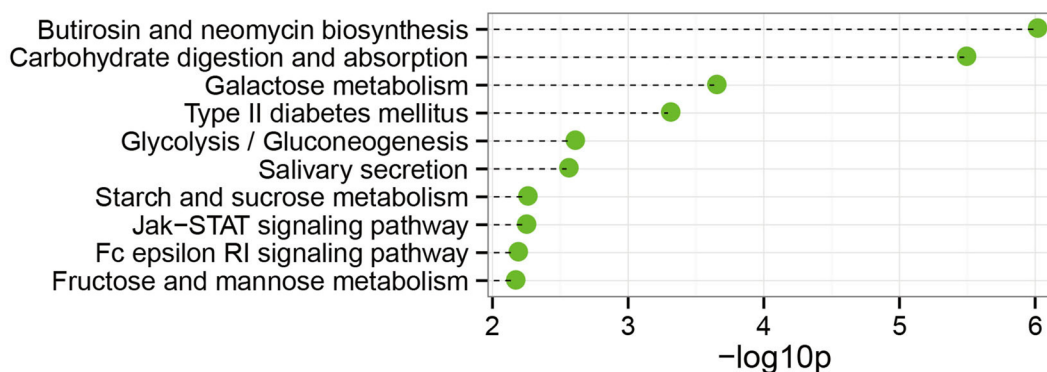 Butirosin and neomycin biosynthesis
Carbohydrate digestion and absorption
Galactose metabolism
Type II diabetes mellitus
Glycolysis / Gluconeogenesis
Salivary secretion
Starch and sucrose metabolism
Jak−STAT signaling pathway
Fc epsilon RI signaling pathway
Fructose and mannose metabolism
2 3 4 5 6
−log10p